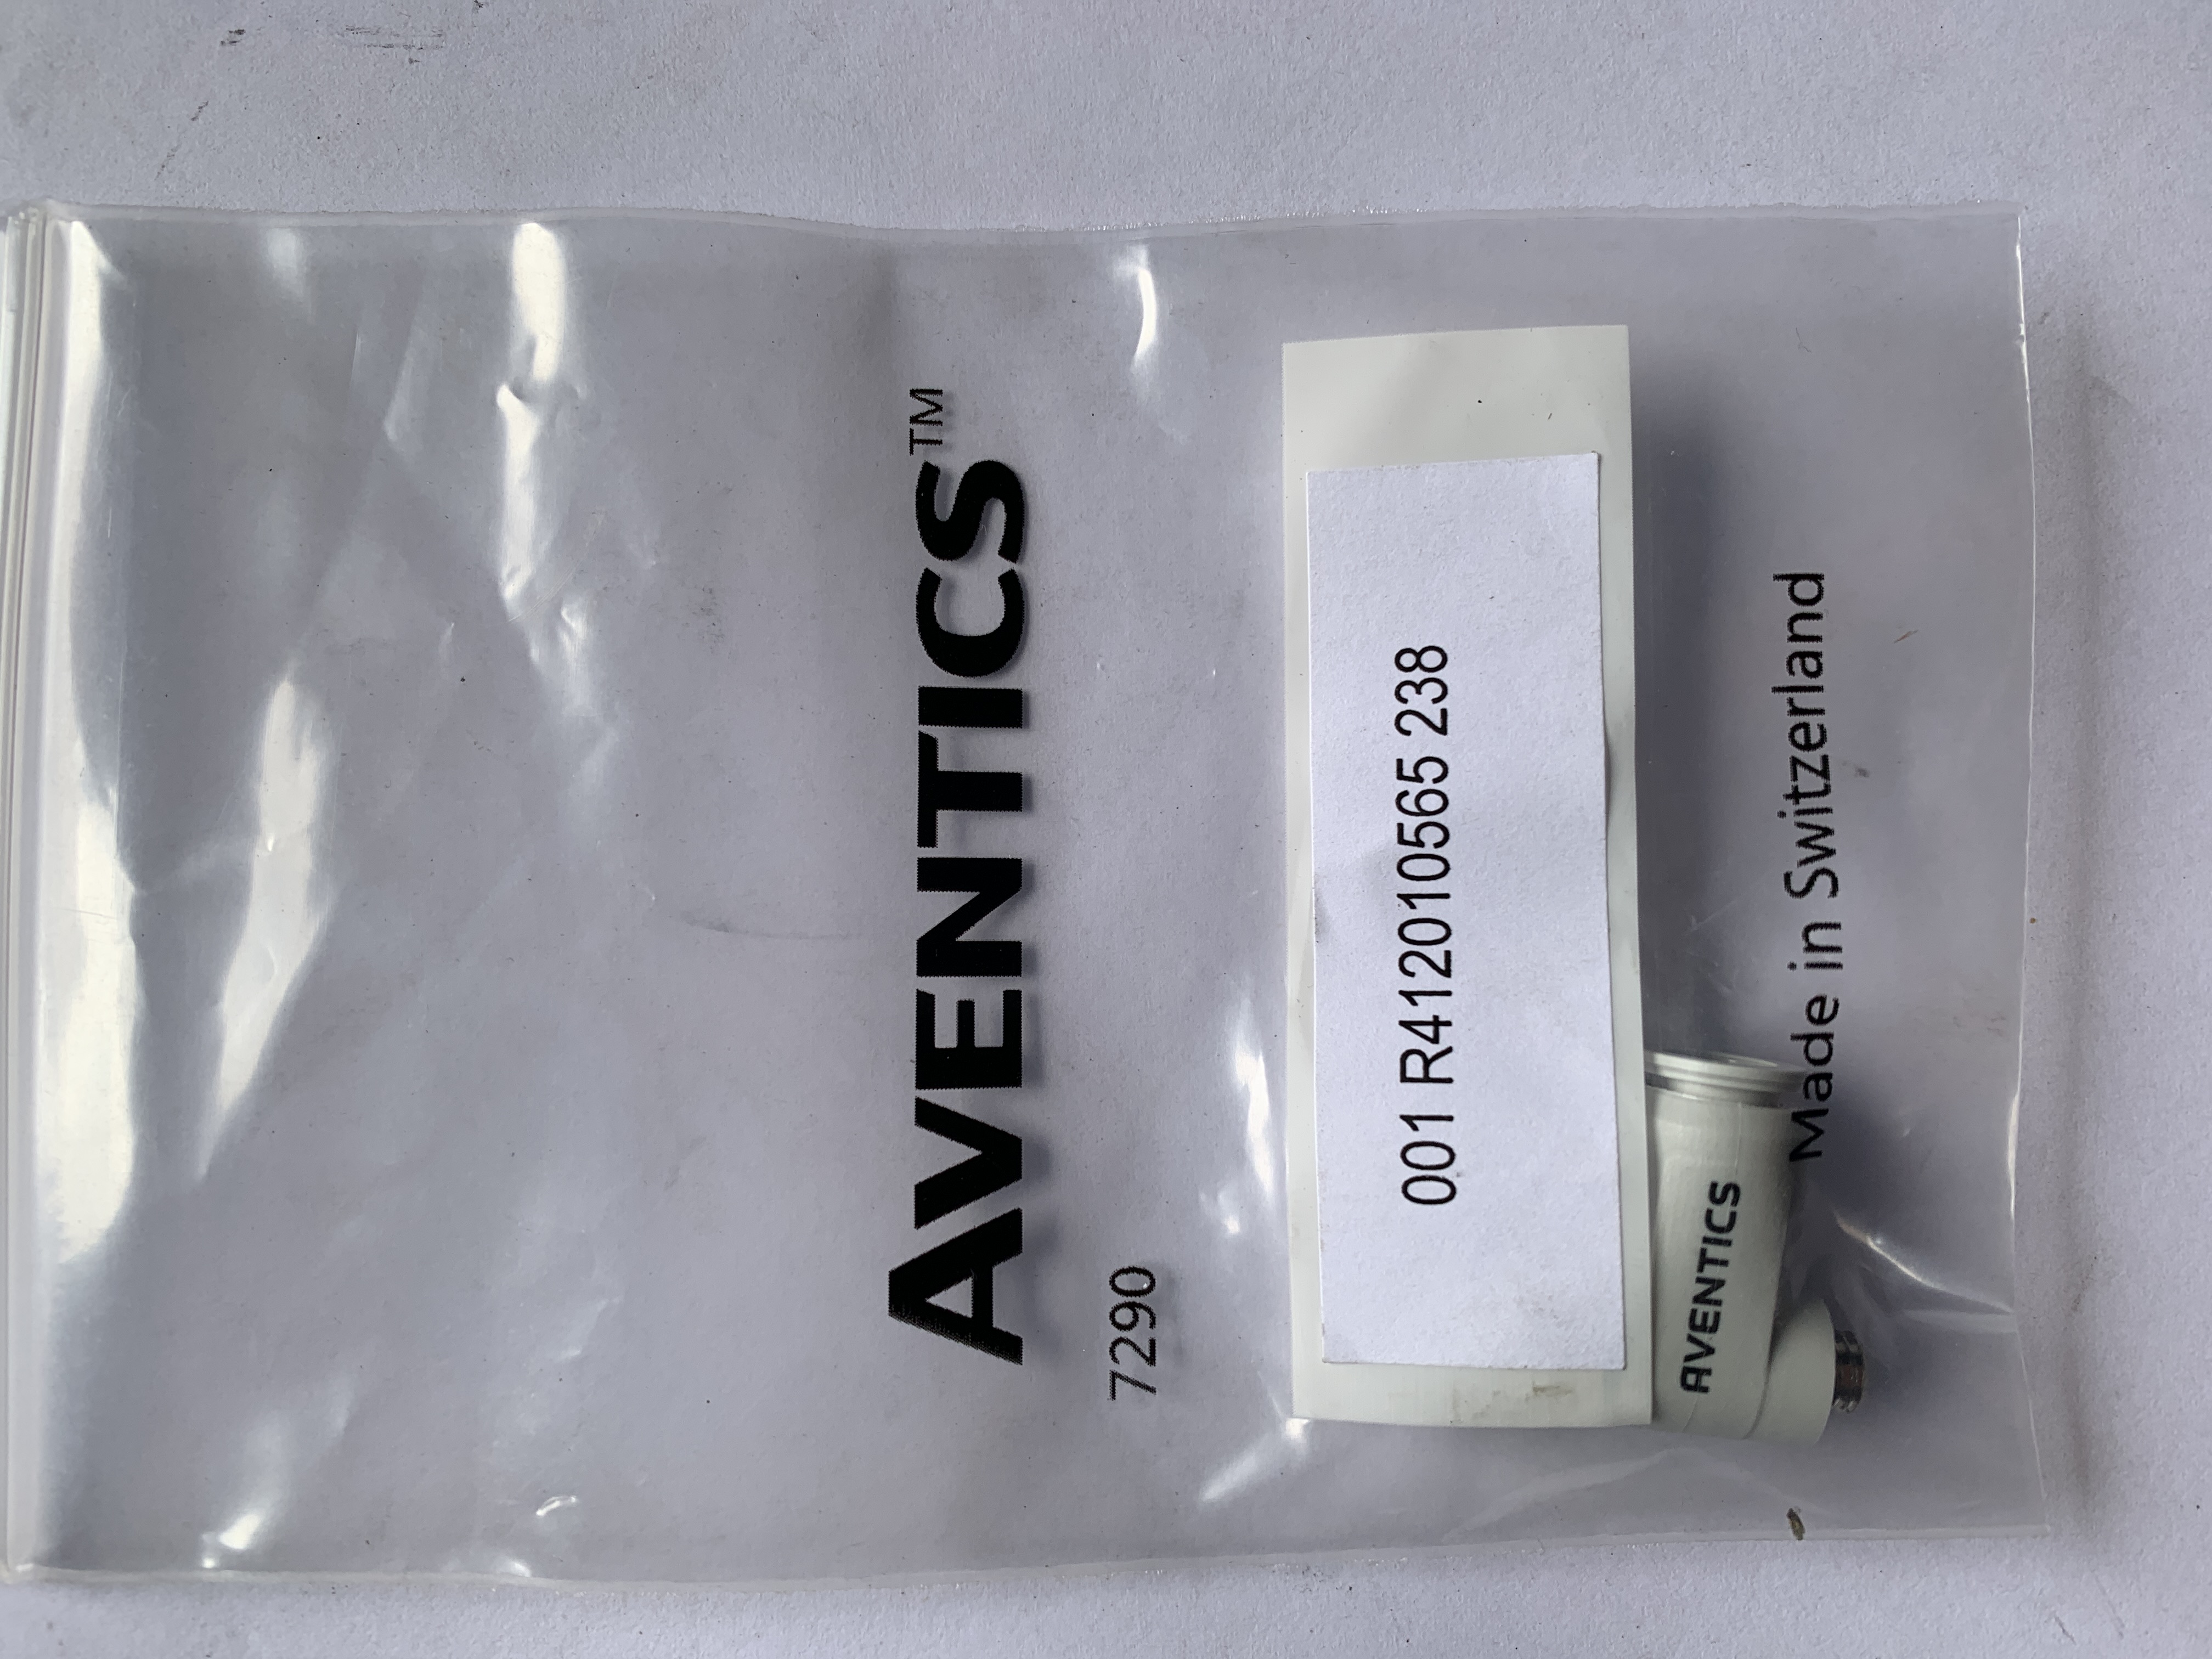 AVENTICS™
7290
001 R412010565 238
AVENTICS
Made in Switzerland